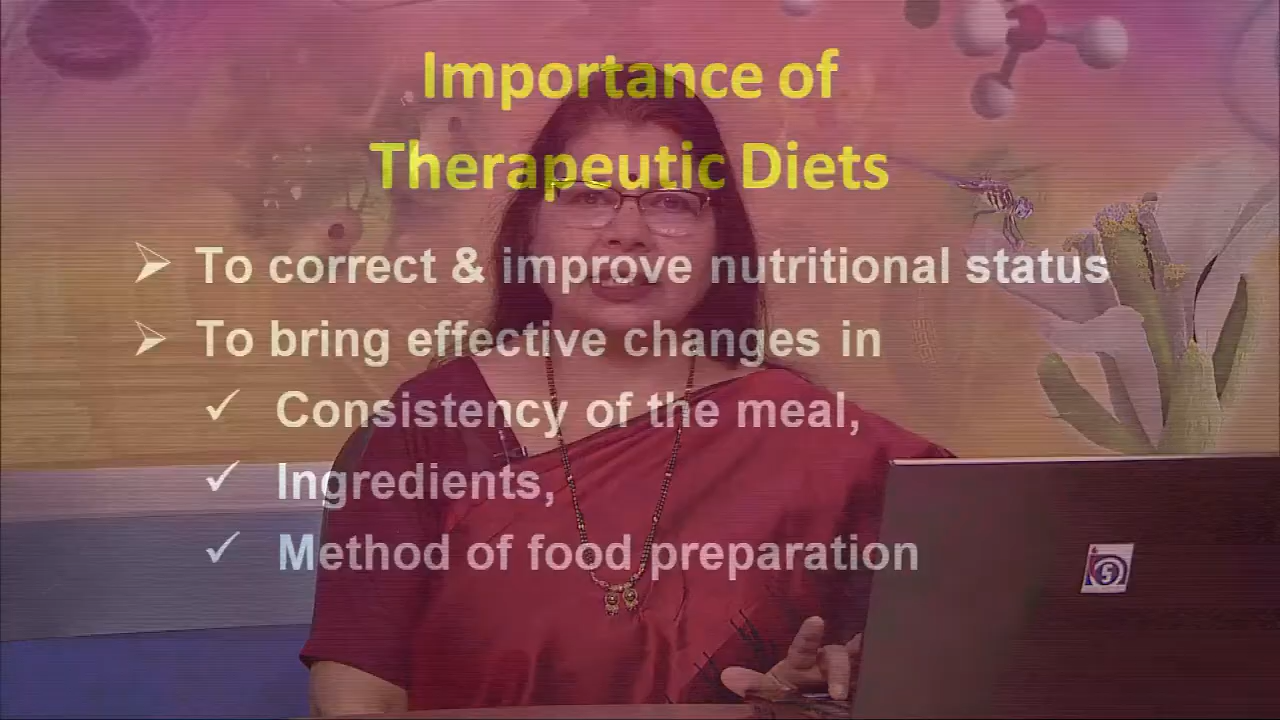 Importance of
Therapeutic Diets
To correct & improve nutritional status
To bring effective changes in
Consistency of the meal,
Ingredients,
Method of food preparation